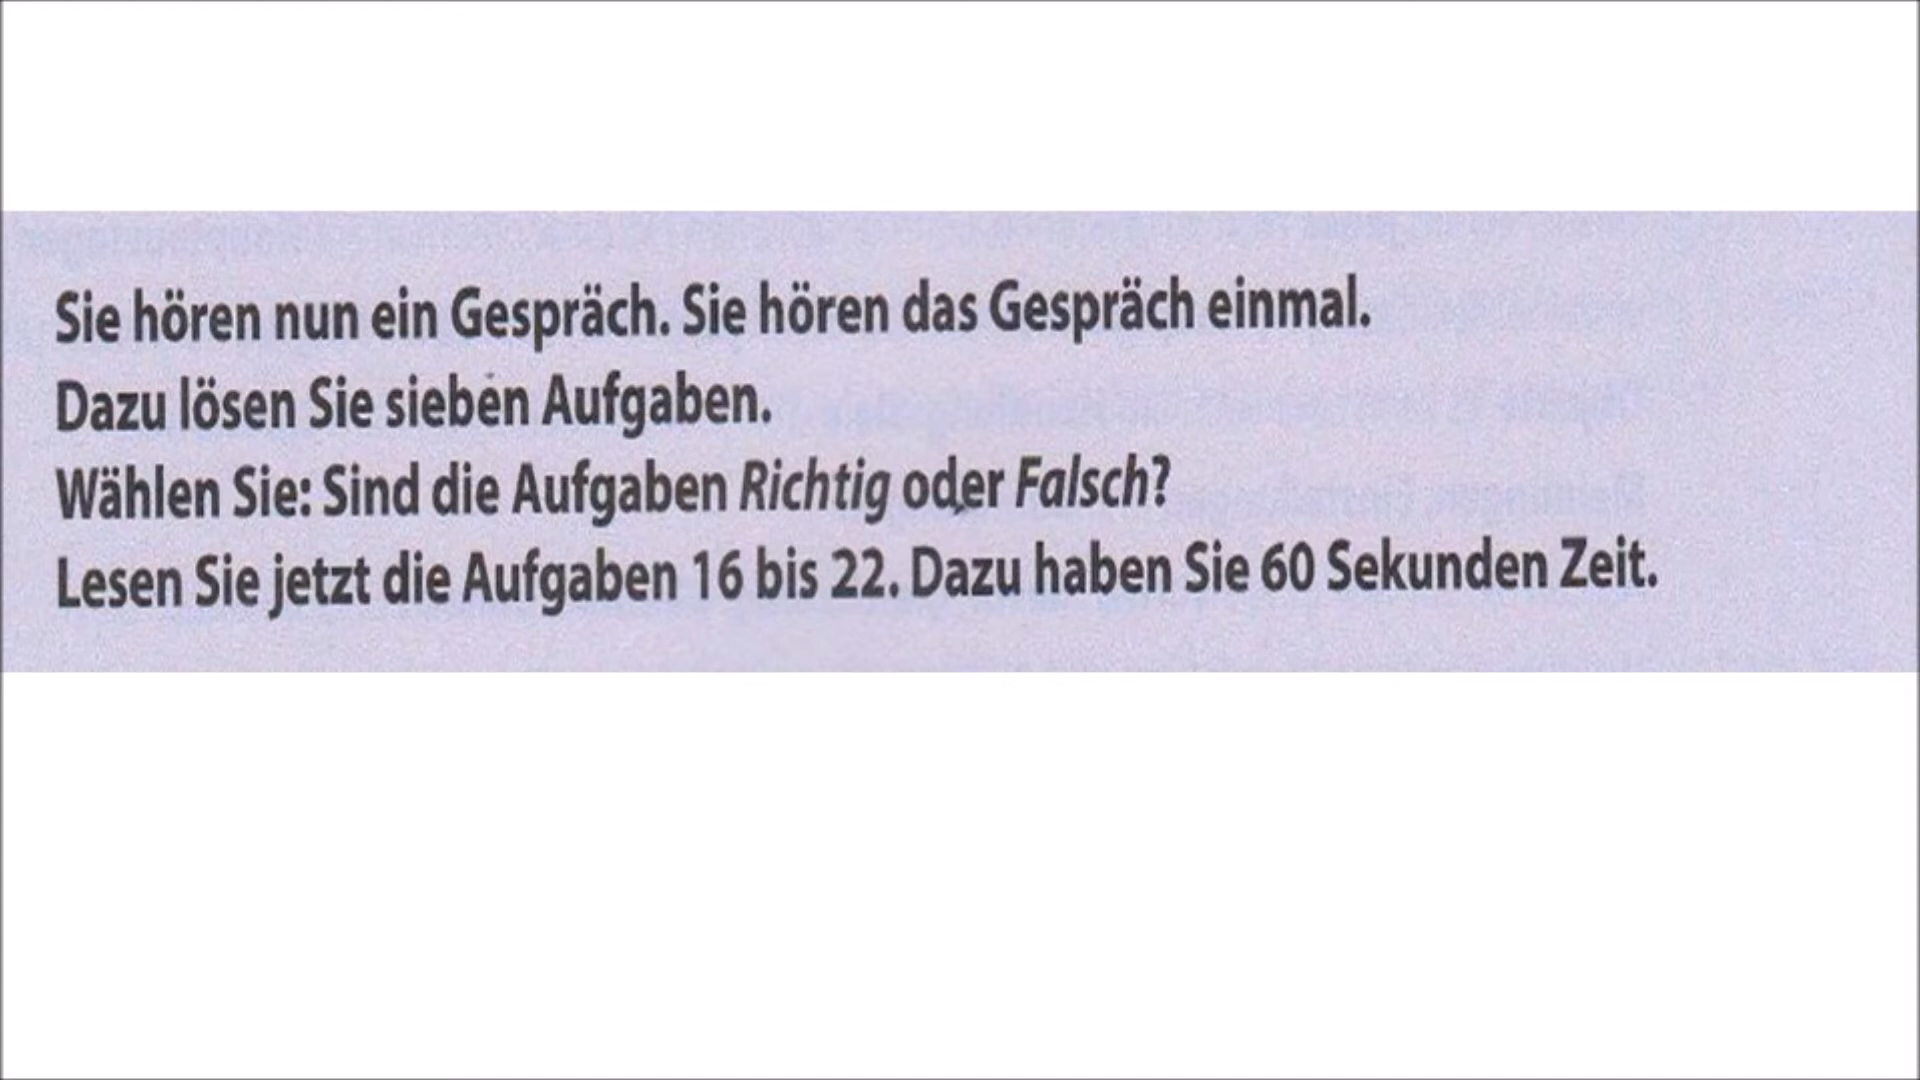 Sie hören nun ein Gespräch. Sie hören das Gespräch einmal.
Dazu lösen Sie sieben Aufgaben.
Wählen Sie: Sind die Aufgaben Richtig oder Falsch?
Lesen Sie jetzt die Aufgaben 16 bis 22. Dazu haben Sie 60 Sekunden Zeit.